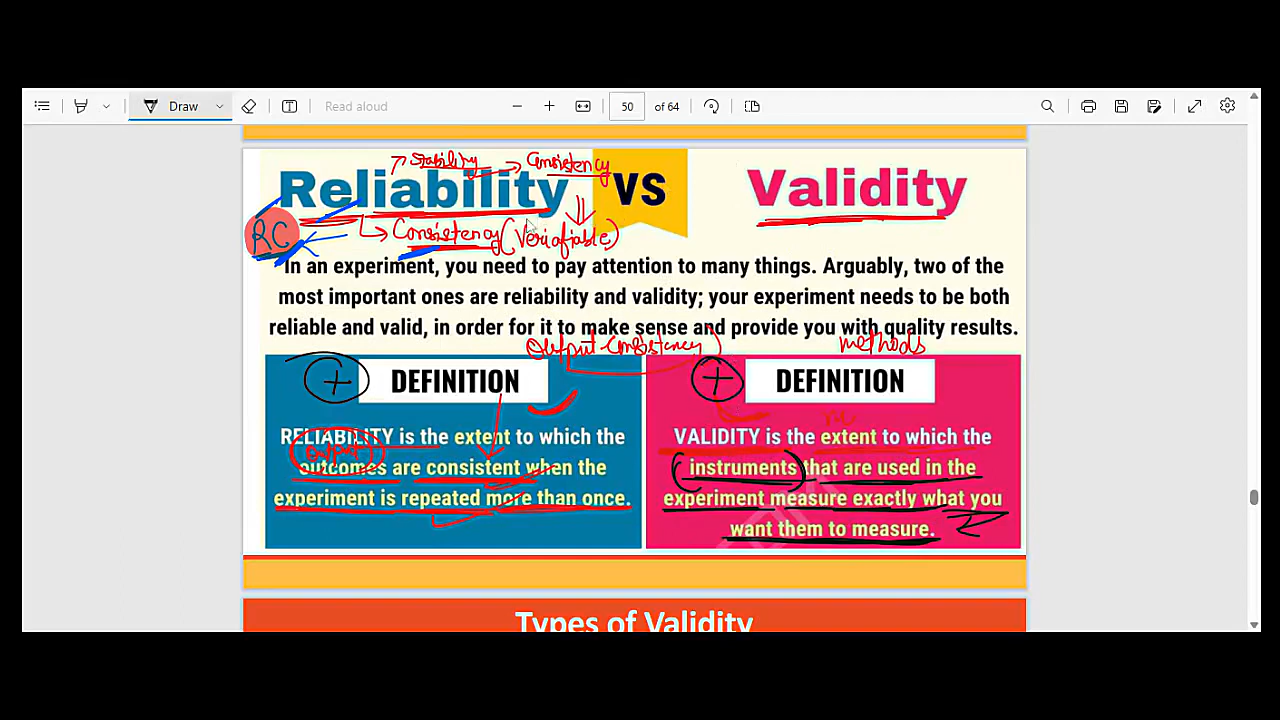 Draw
Read aloud
50 of 64
Stability → Consistency
Reliability VS Validity
RC
Consistency (Veriafiable)
In an experiment, you need to pay attention to many things. Arguably, two of the
most important ones are reliability and validity; your experiment needs to be both
reliable and valid, in order for it to make sense and provide you with quality results.
Output consistency)
methods
+ DEFINITION
RELIABILITY is the extent to which the
outcomes are consistent when the
experiment is repeated more than once.
+ DEFINITION
VALIDITY is the extent to which the
instruments that are used in the
experiment measure exactly what you
want them to measure.
Types of Validity